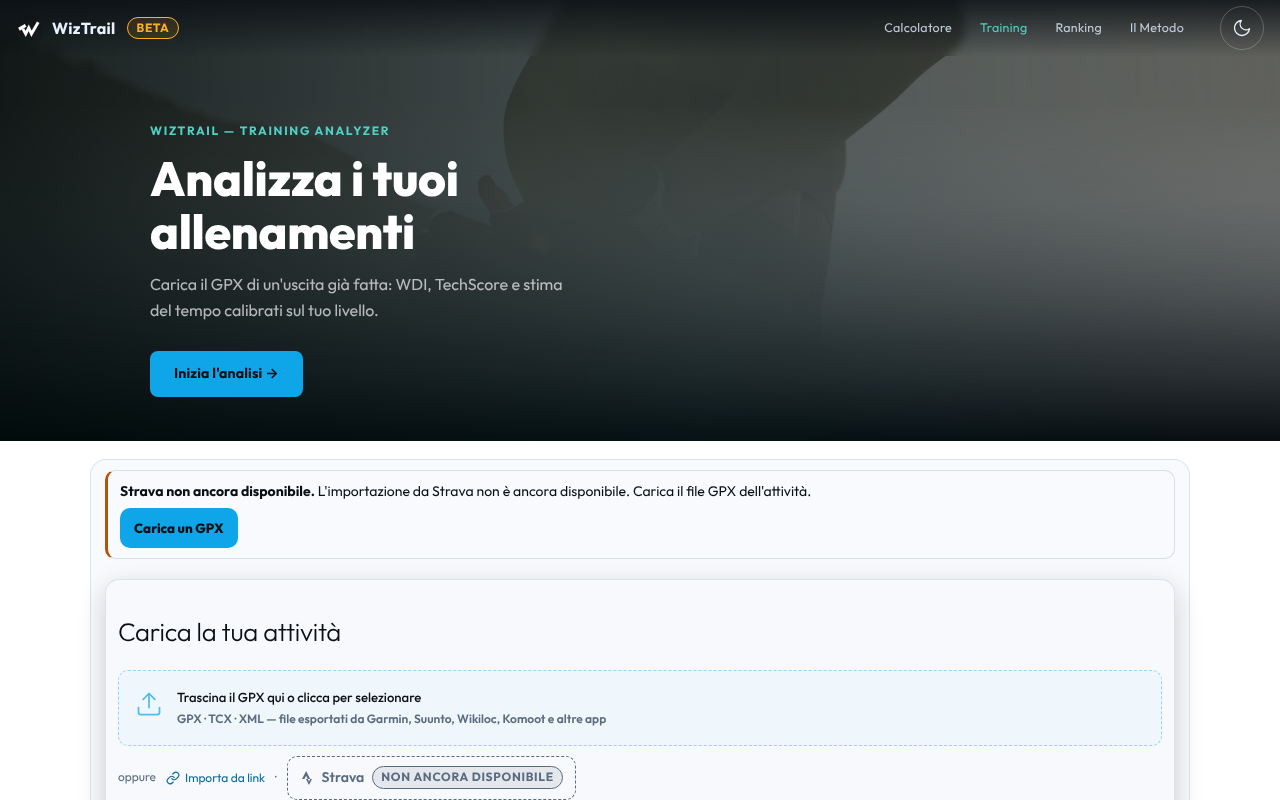 WizTrail BETA
Calcolatore Training Ranking Il Metodo
WIZTRAIL — TRAINING ANALYZER
Analizza i tuoi
allenamenti
Carica il GPX di un'uscita già fatta: WDI, TechScore e stima
del tempo calibrati sul tuo livello.
Inizia l'analisi →
Strava non ancora disponibile. L'importazione da Strava non è ancora disponibile. Carica il file GPX dell'attività.
Carica un GPX
Carica la tua attività
Trascina il GPX qui o clicca per selezionare
GPX · TCX · XML — file esportati da Garmin, Suunto, Wikiloc, Komoot e altre app
oppure Importa da link · Strava NON ANCORA DISPONIBILE